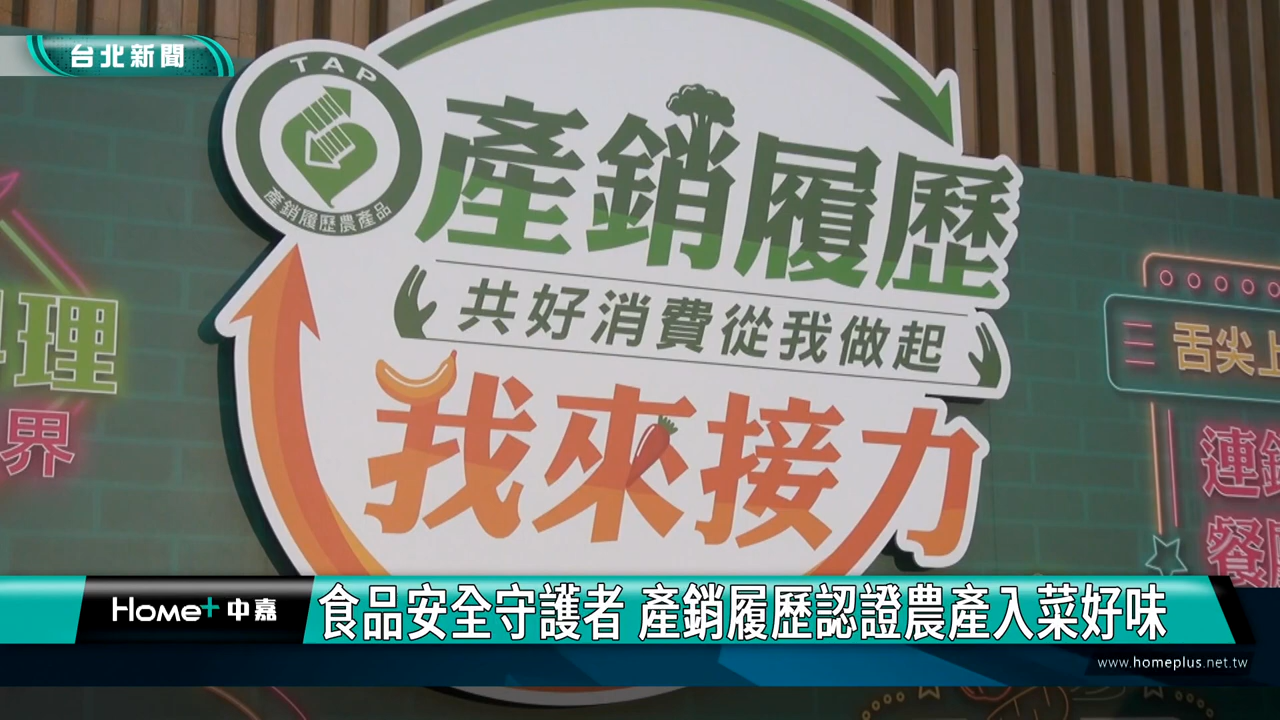 台北新聞
TAP
產銷履歷農產品
產銷履歷
共好消費從我做起
我來接力
理
界
舌尖上
連
餐
Home+ 中嘉
食品安全守護者 產銷履歷認證農產入菜好味
www.homeplus.net.tw